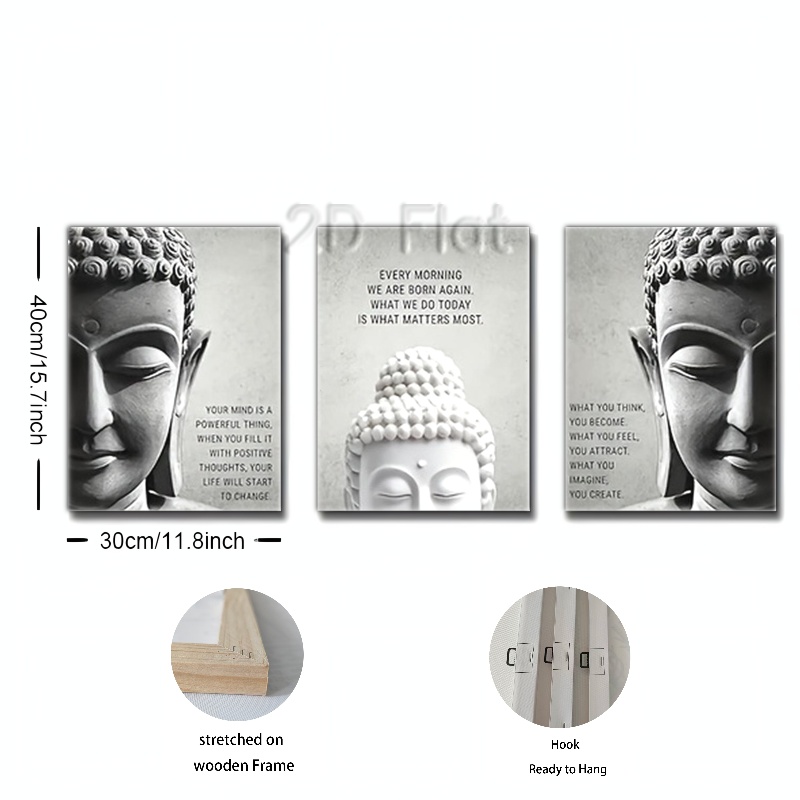 2D Flat
EVERY MORNING
WE ARE BORN AGAIN.
WHAT WE DO TODAY
IS WHAT MATTERS MOST.
YOUR MIND IS A
POWERFUL THING,
WHEN YOU FILL IT
WITH POSITIVE
THOUGHTS, YOUR
LIFE WILL START
TO CHANGE.
WHAT YOU THINK,
YOU BECOME.
WHAT YOU FEEL,
YOU ATTRACT.
WHAT YOU
IMAGINE,
YOU CREATE.
40cm/15.7inch
30cm/11.8inch
stretched on
wooden Frame
Hook
Ready to Hang